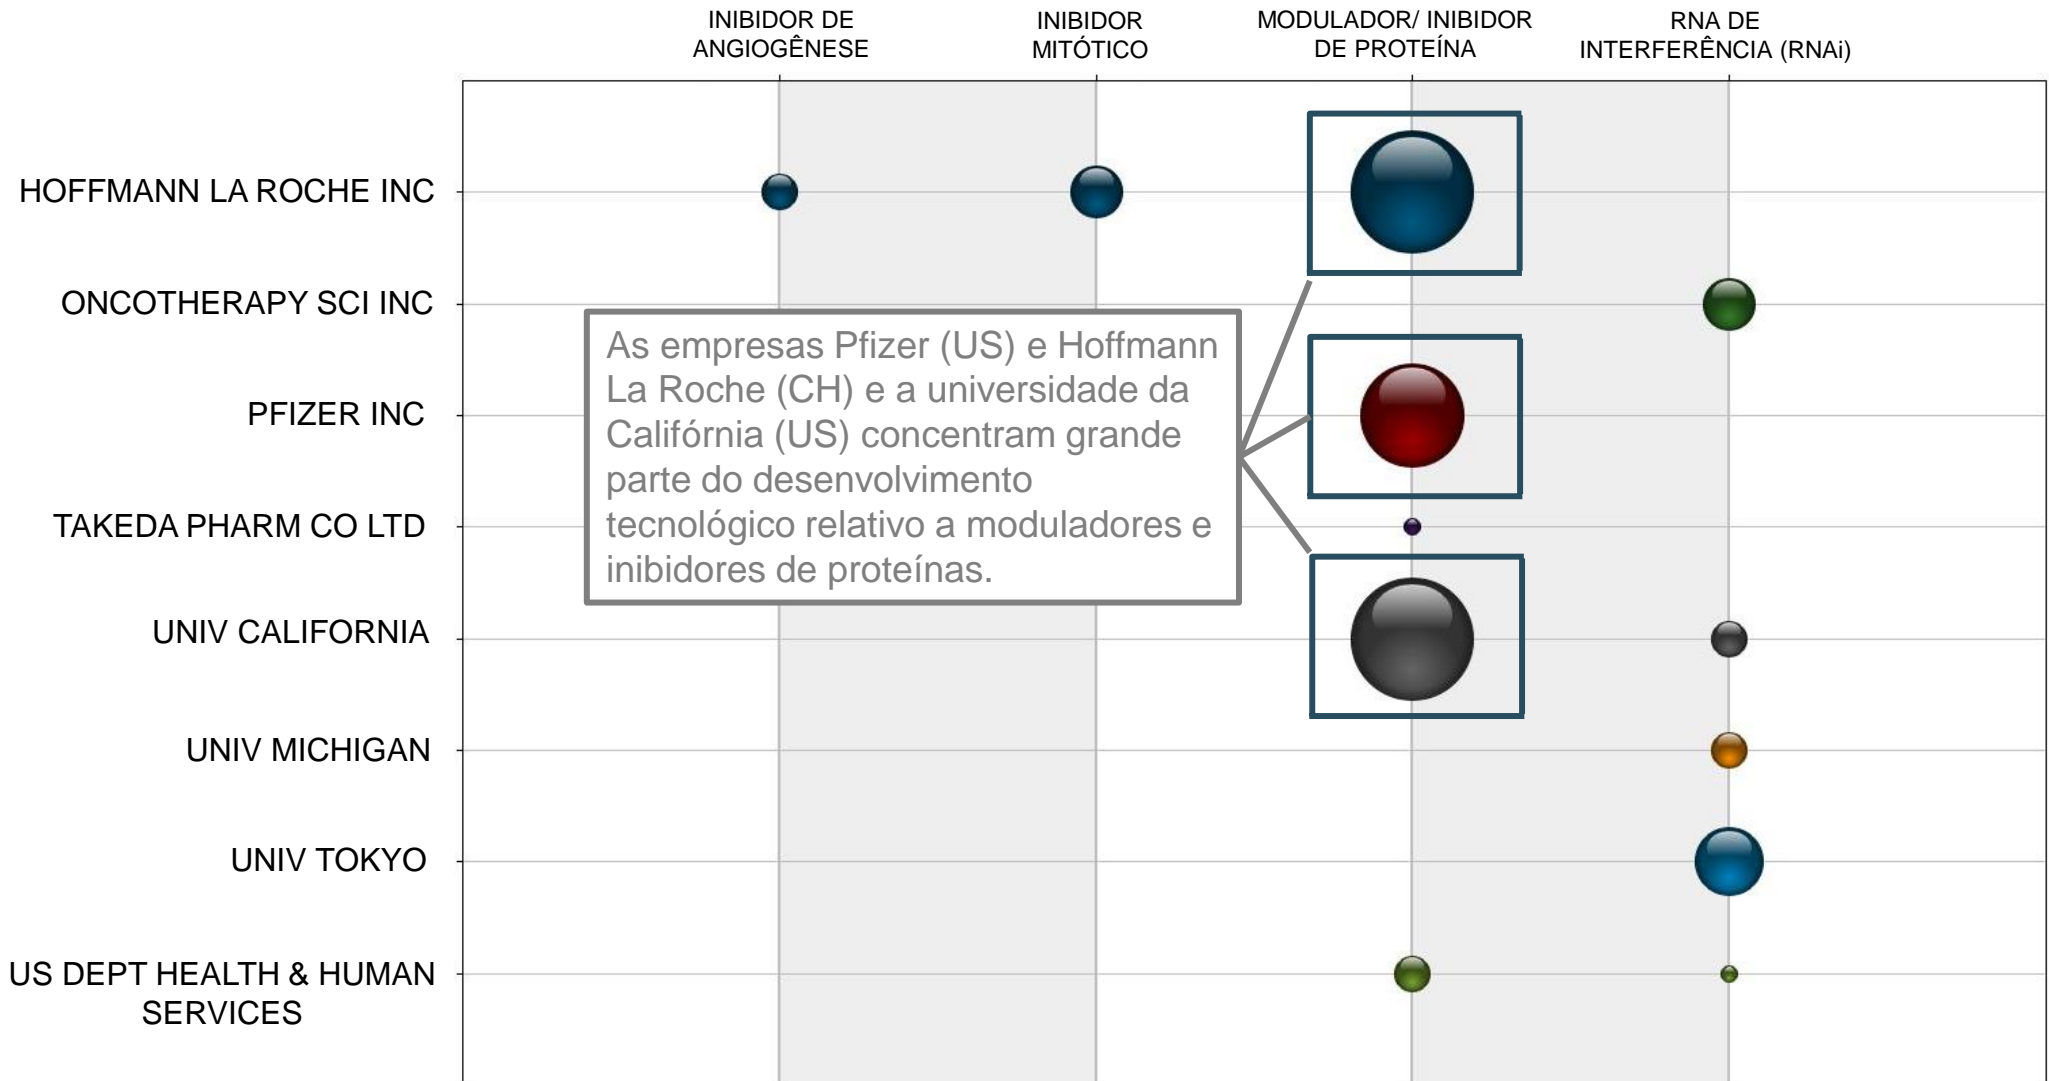 INIBIDOR DE
ANGIOGÊNESE
INIBIDOR
MITÓTICO
MODULADOR/ INIBIDOR
DE PROTEÍNA
RNA DE
INTERFERÊNCIA (RNAi)
HOFFMANN LA ROCHE INC
ONCOTHERAPY SCI INC
As empresas Pfizer (US) e Hoffmann
La Roche (CH) e a universidade da
Califórnia (US) concentram grande
parte do desenvolvimento
tecnológico relativo a moduladores e
inibidores de proteínas.
PFIZER INC
TAKEDA PHARM CO LTD
UNIV CALIFORNIA
UNIV MICHIGAN
UNIV TOKYO
US DEPT HEALTH & HUMAN
SERVICES